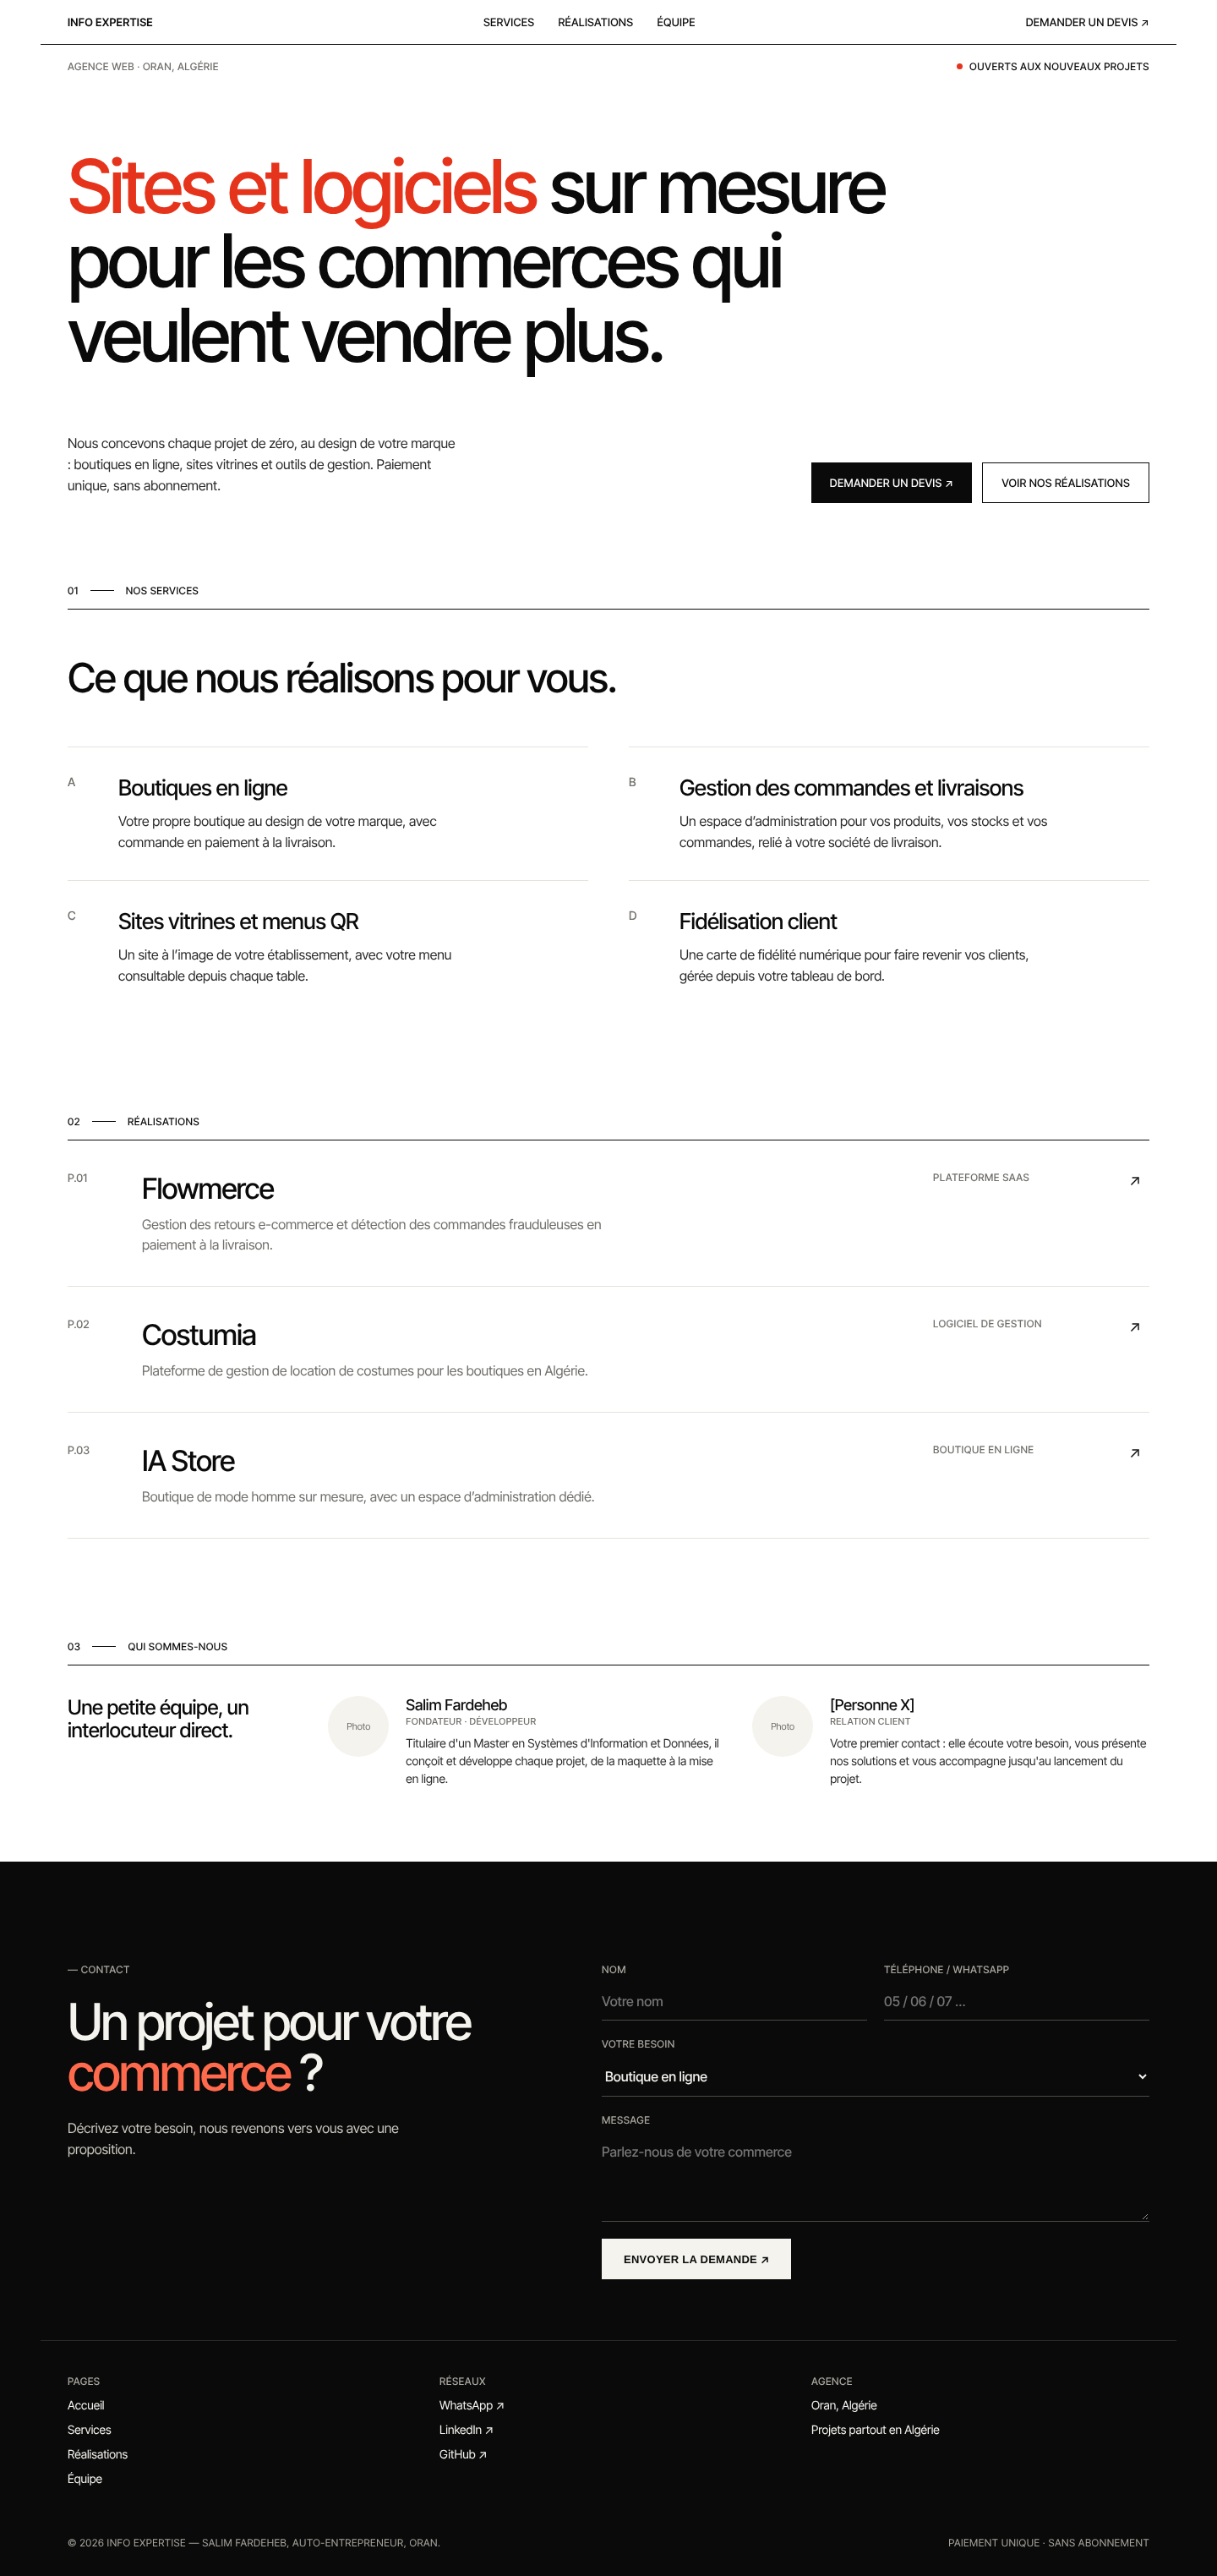 INFO EXPERTISE
SERVICES RÉALISATIONS ÉQUIPE
DEMANDER UN DEVIS ↗
AGENCE WEB · ORAN, ALGÉRIE
OUVERTS AUX NOUVEAUX PROJETS
Sites et logiciels sur mesure
pour les commerces qui
veulent vendre plus.
Nous concevons chaque projet de zéro, au design de votre marque
: boutiques en ligne, sites vitrines et outils de gestion. Paiement
unique, sans abonnement.
DEMANDER UN DEVIS ↗
VOIR NOS RÉALISATIONS
01 — NOS SERVICES
Ce que nous réalisons pour vous.
A
Boutiques en ligne
Votre propre boutique au design de votre marque, avec
commande en paiement à la livraison.
B
Gestion des commandes et livraisons
Un espace d’administration pour vos produits, vos stocks et vos
commandes, relié à votre société de livraison.
C
Sites vitrines et menus QR
Un site à l’image de votre établissement, avec votre menu
consultable depuis chaque table.
D
Fidélisation client
Une carte de fidélité numérique pour faire revenir vos clients,
gérée depuis votre tableau de bord.
02 — RÉALISATIONS
P.01
Flowmerce
Gestion des retours e-commerce et détection des commandes frauduleuses en
paiement à la livraison.
PLATEFORME SAAS
↗
P.02
Costumia
Plateforme de gestion de location de costumes pour les boutiques en Algérie.
LOGICIEL DE GESTION
↗
P.03
IA Store
Boutique de mode homme sur mesure, avec un espace d’administration dédié.
BOUTIQUE EN LIGNE
↗
03 — QUI SOMMES-NOUS
Une petite équipe, un
interlocuteur direct.
Photo
Salim Fardeheb
FONDATEUR · DÉVELOPPEUR
Titulaire d'un Master en Systèmes d'Information et Données, il
conçoit et développe chaque projet, de la maquette à la mise
en ligne.
Photo
[Personne X]
RELATION CLIENT
Votre premier contact : elle écoute votre besoin, vous présente
nos solutions et vous accompagne jusqu'au lancement du
projet.
— CONTACT
Un projet pour votre
commerce ?
Décrivez votre besoin, nous revenons vers vous avec une
proposition.
NOM
Votre nom
TÉLÉPHONE / WHATSAPP
05 / 06 / 07 ...
VOTRE BESOIN
Boutique en ligne
MESSAGE
Parlez-nous de votre commerce
ENVOYER LA DEMANDE ↗
PAGES
Accueil
Services
Réalisations
Équipe
RÉSEAUX
WhatsApp ↗
LinkedIn ↗
GitHub ↗
AGENCE
Oran, Algérie
Projets partout en Algérie
© 2026 INFO EXPERTISE — SALIM FARDEHEB, AUTO-ENTREPRENEUR, ORAN.
PAIEMENT UNIQUE · SANS ABONNEMENT